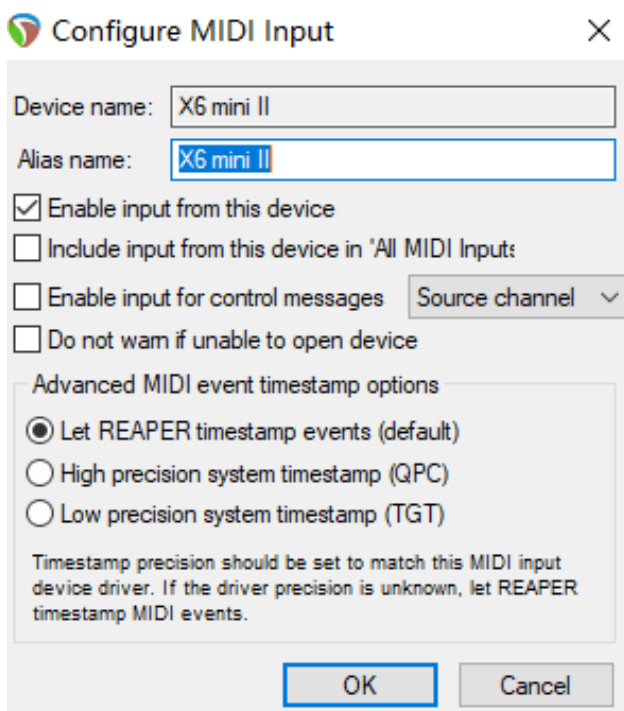 Configure MIDI Input
Device name: X6 mini II
Alias name: X6 mini II
Enable input from this device
Include input from this device in 'All MIDI Inputs
Enable input for control messages Source channel
Do not warn if unable to open device
Advanced MIDI event timestamp options
Let REAPER timestamp events (default)
High precision system timestamp (QPC)
Low precision system timestamp (TGT)
Timestamp precision should be set to match this MIDI input
device driver. If the driver precision is unknown, let REAPER
timestamp MIDI events.
OK Cancel